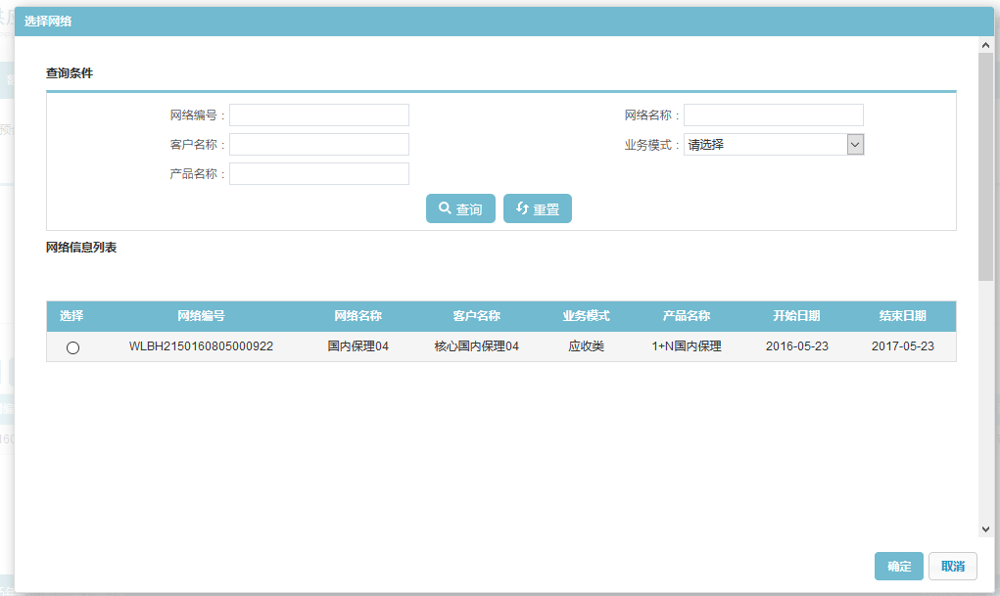 选择网络
查询条件
网络编号： 网络名称：
客户名称： 业务模式： 请选择
产品名称：
查询 重置
网络信息列表
选择 网络编号 网络名称 客户名称 业务模式 产品名称 开始日期 结束日期
WLBH2150160805000922 国内保理04 核心国内保理04 应收类 1+N国内保理 2016-05-23 2017-05-23
确定 取消